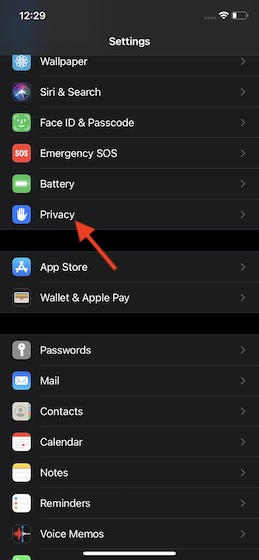 12:29
Settings
Wallpaper
Siri & Search
Face ID & Passcode
SOS
Emergency SOS
Battery
Privacy
App Store
Wallet & Apple Pay
Passwords
Mail
Contacts
Calendar
Notes
Reminders
Voice Memos